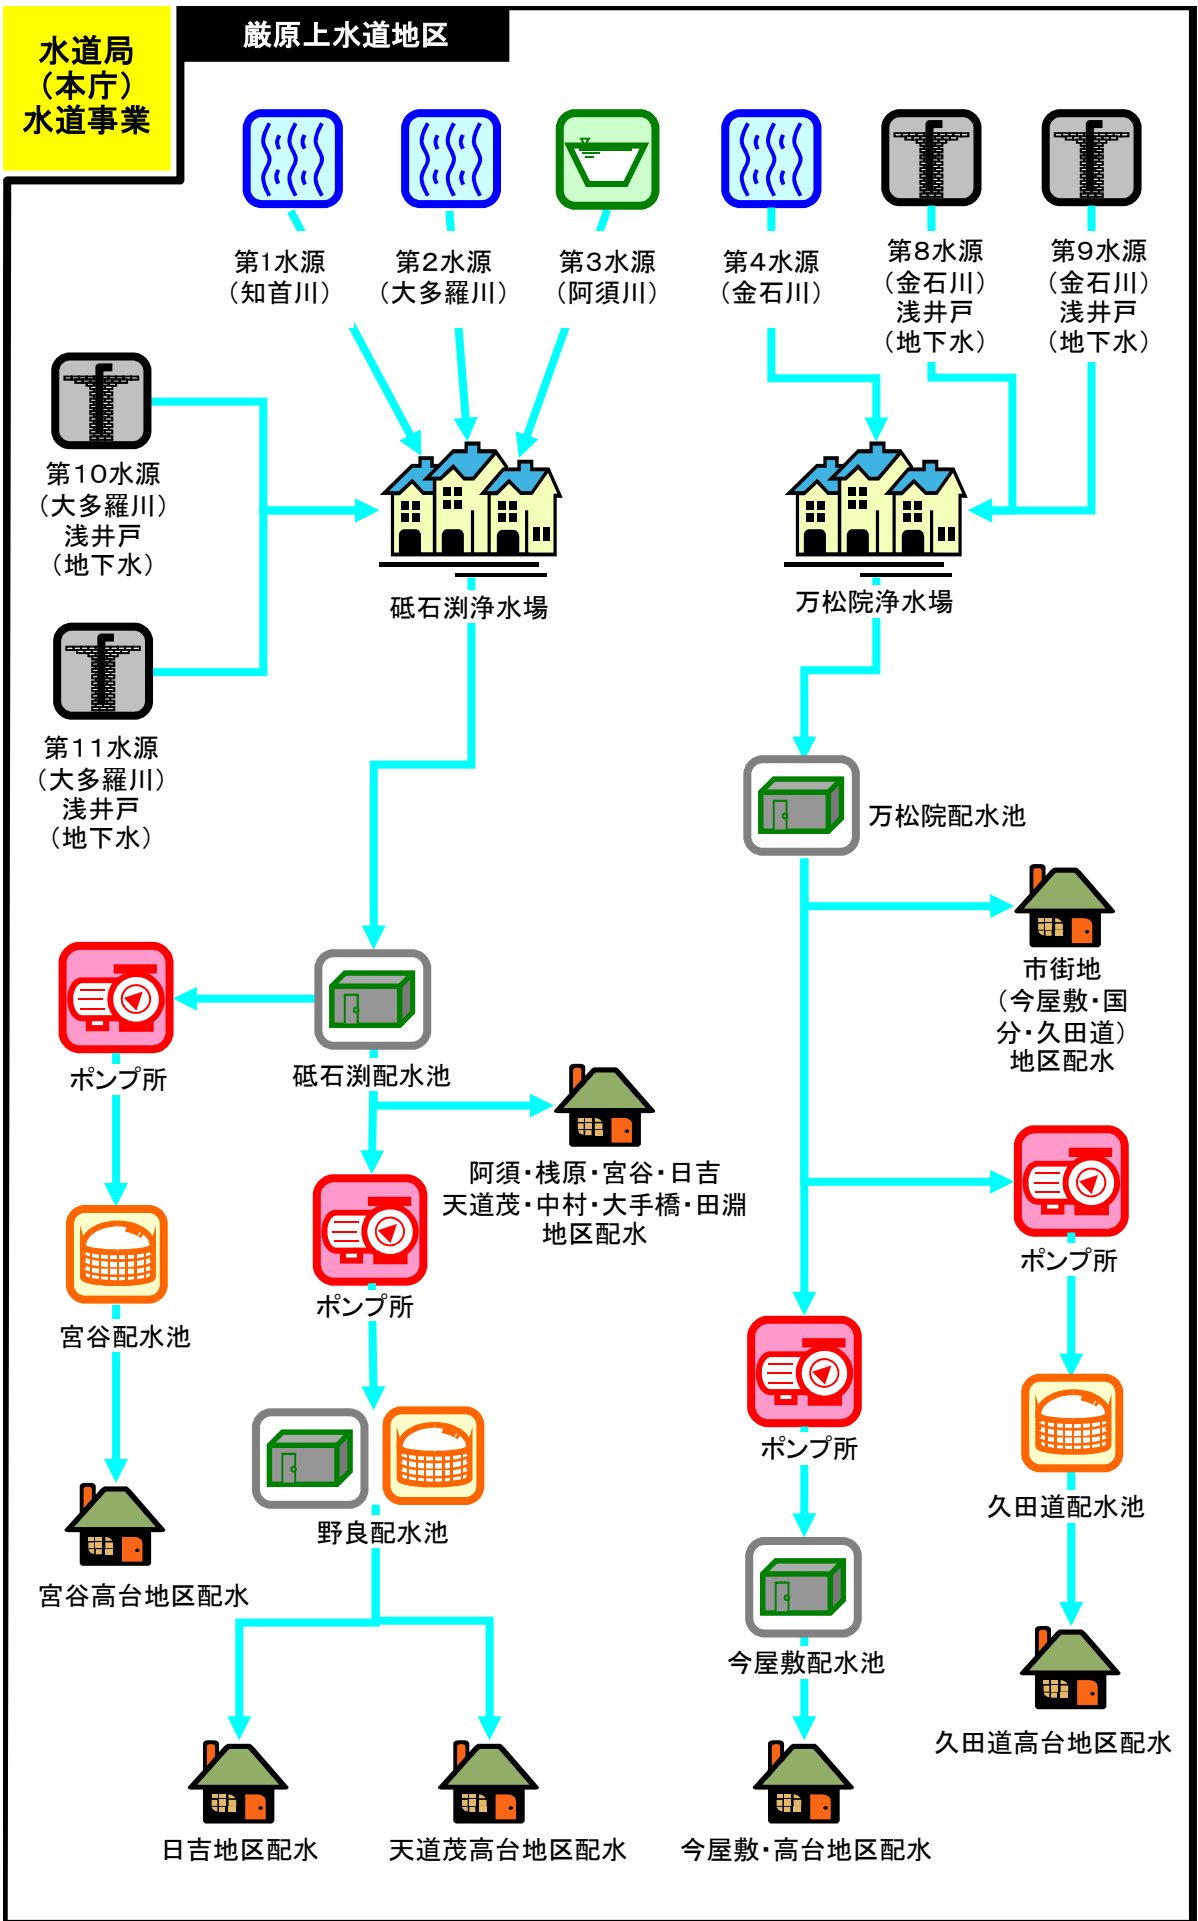 水道局
（本庁）
水道事業
厳原上水道地区
第1水源
（知首川）
第2水源
（大多羅川）
第3水源
（阿須川）
第4水源
（金石川）
第8水源
（金石川）
浅井戸
（地下水）
第9水源
（金石川）
浅井戸
（地下水）
第10水源
（大多羅川）
浅井戸
（地下水）
砥石渕浄水場
万松院浄水場
第11水源
（大多羅川）
浅井戸
（地下水）
万松院配水池
市街地
（今屋敷・国
分・久田道）
地区配水
ポンプ所
砥石渕配水池
阿須・桟原・宮谷・日吉
天道茂・中村・大手橋・田淵
地区配水
ポンプ所
ポンプ所
宮谷配水池
ポンプ所
久田道配水池
野良配水池
宮谷高台地区配水
今屋敷配水池
久田道高台地区配水
日吉地区配水
天道茂高台地区配水
今屋敷・高台地区配水